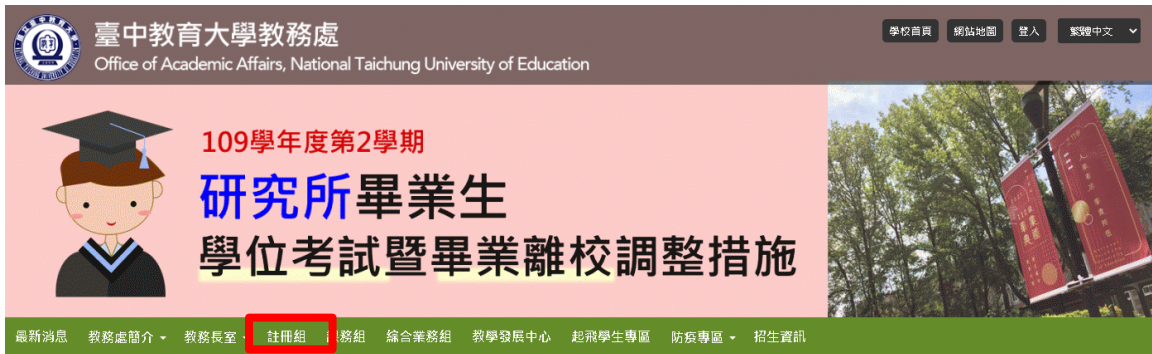 臺中教育大學教務處
Office of Academic Affairs, National Taichung University of Education
學校首頁 網站地圖 登入 繁體中文
109學年度第2學期
研究所畢業生
學位考試暨畢業離校調整措施
最新消息 教務處簡介 教務長室 註冊組 課務組 綜合業務組 教學發展中心 起飛學生專區 防疫專區 招生資訊